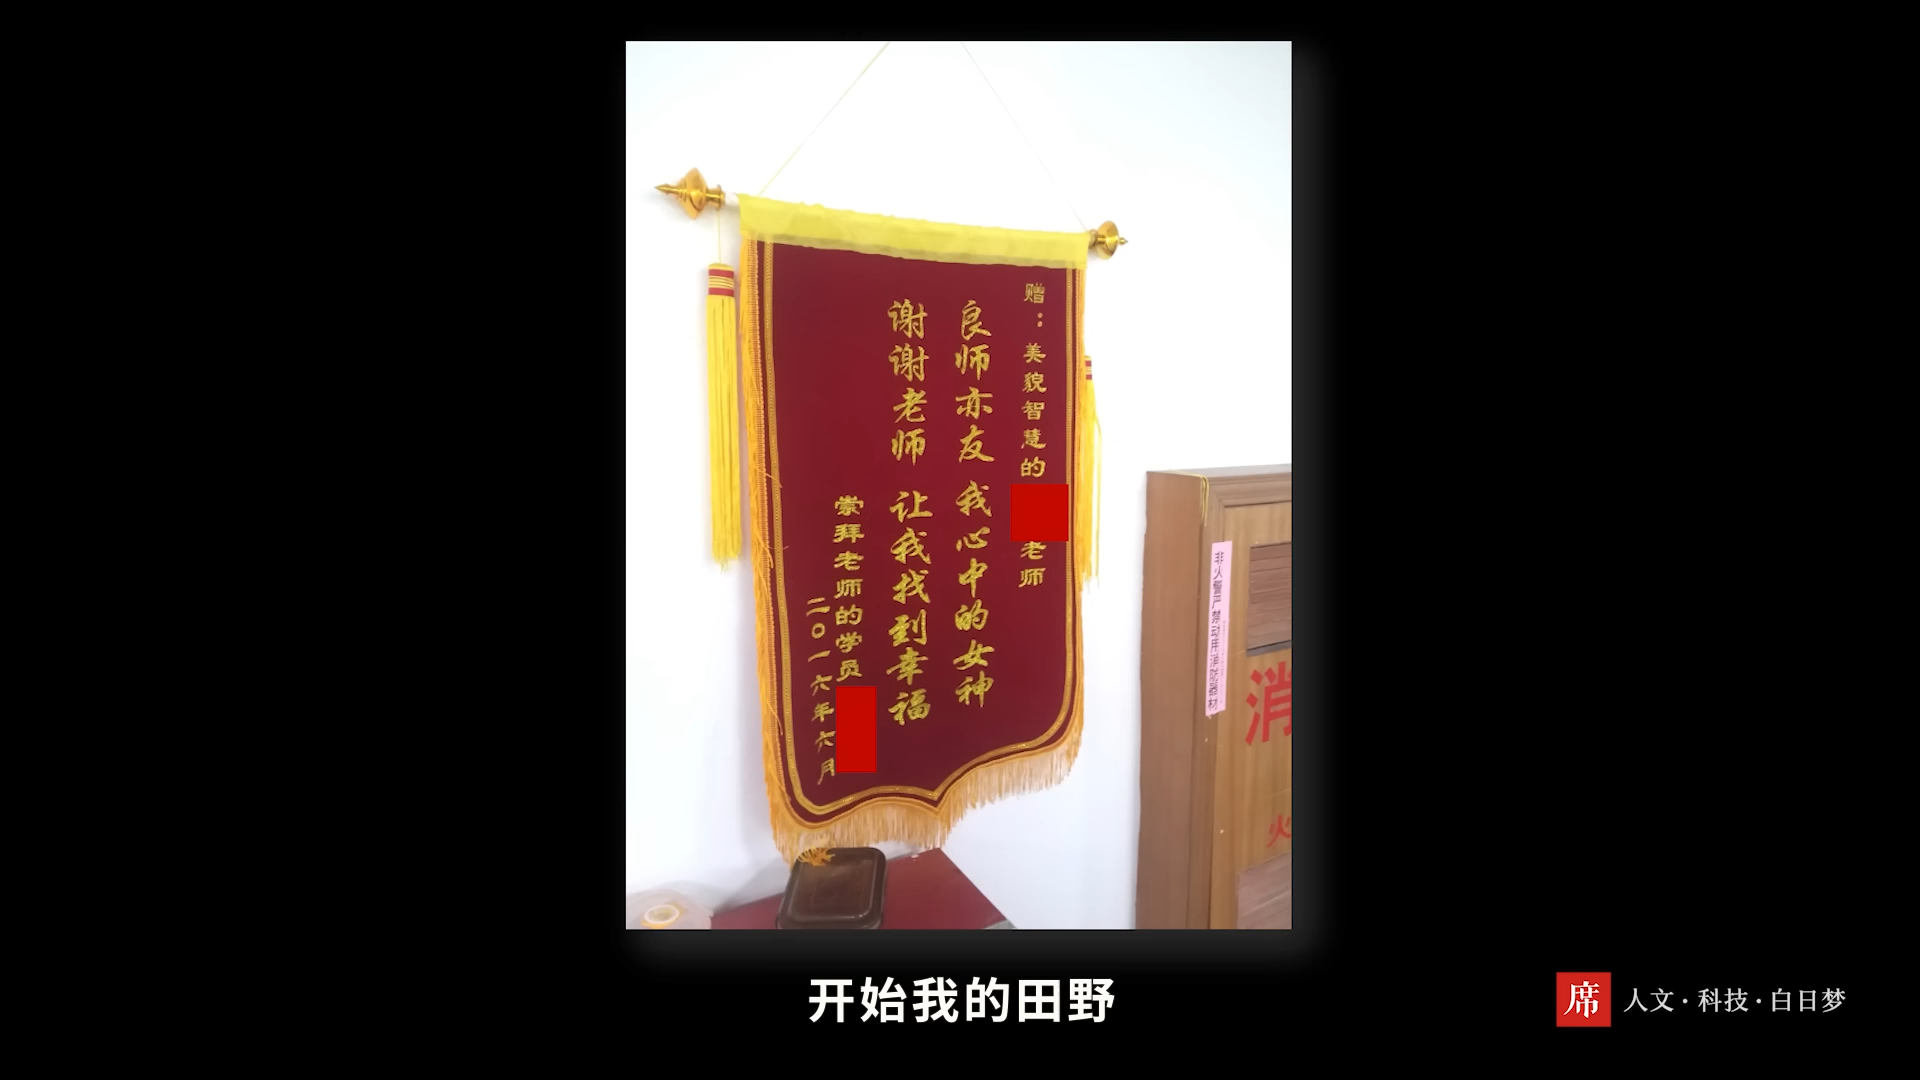 赠：美貌智慧的
老师
良师亦友 我心中的女神
谢谢老师 让我找到幸福
崇拜老师的学员
二〇一六年六月
非火警严禁动用消防器材
消
火
开始我的田野
席 人文·科技·白日梦